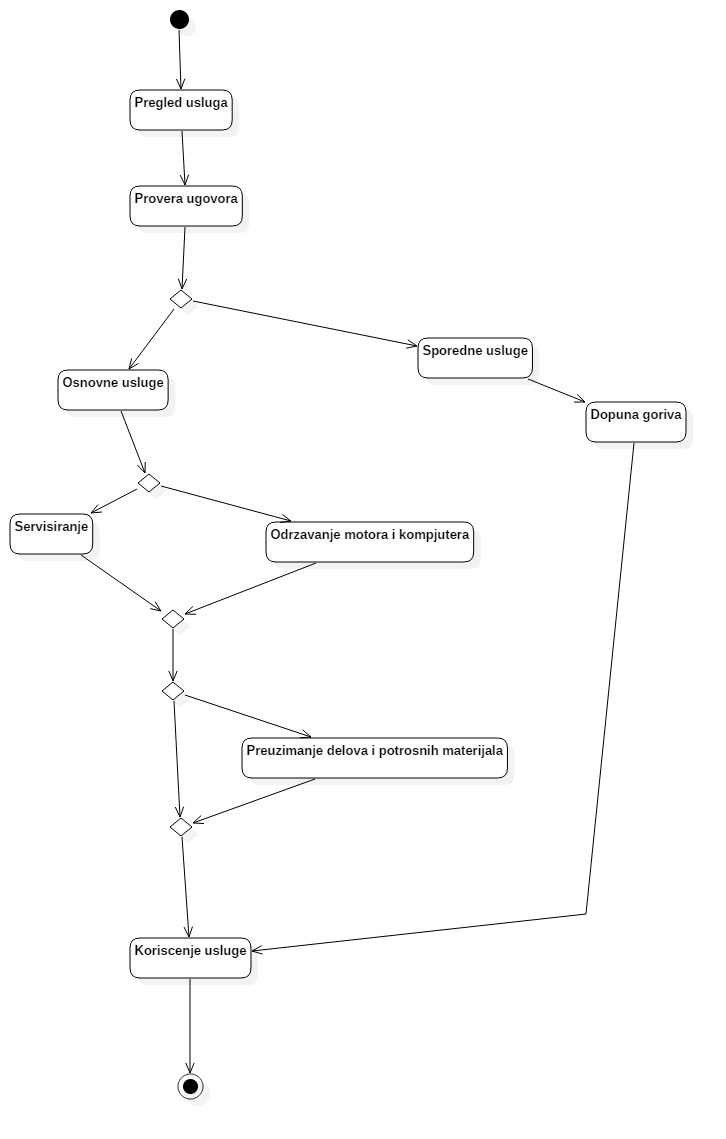 Pregled usluga
Provera ugovora
Sporedne usluge
Osnovne usluge
Dopuna goriva
Servisiranje
Odrzavanje motora i kompjutera
Preuzimanje delova i potrosnih materijala
Koriscenje usluge